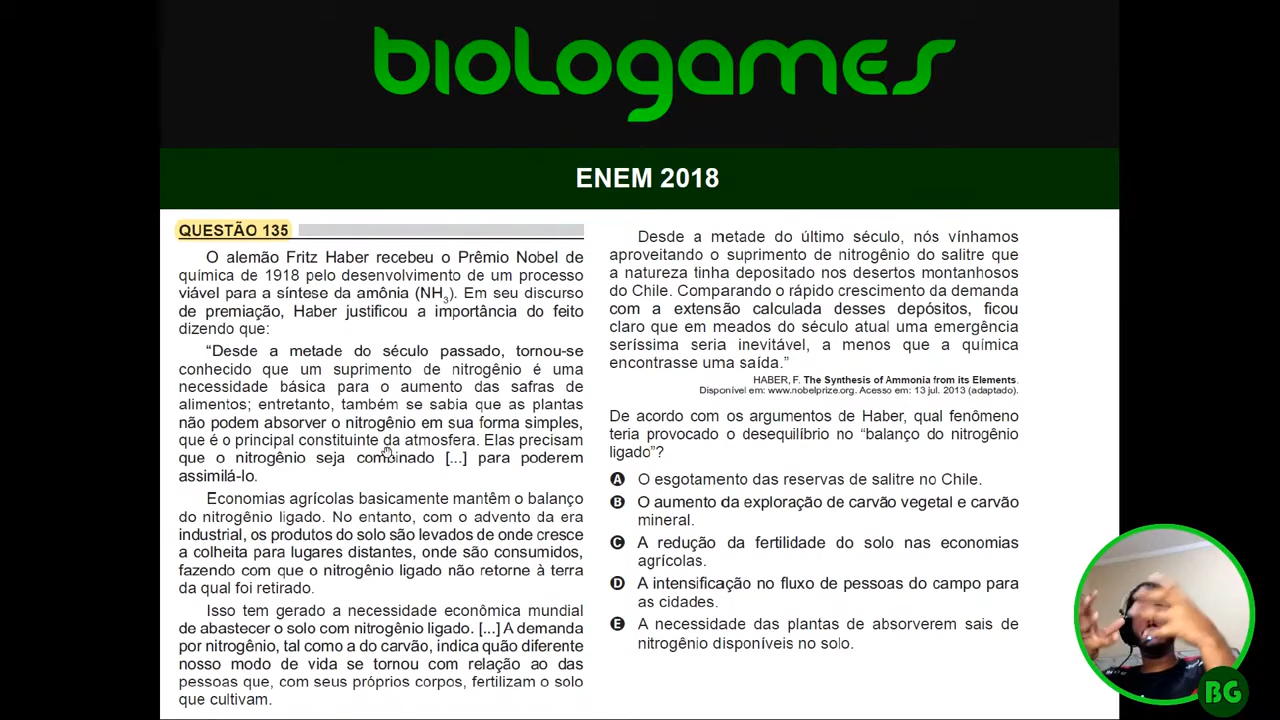 biologames
ENEM 2018
QUESTÃO 135
O alemão Fritz Haber recebeu o Prêmio Nobel de
química de 1918 pelo desenvolvimento de um processo
viável para a síntese da amônia (NH3). Em seu discurso
de premiação, Haber justificou a importância do feito
dizendo que:
“Desde a metade do século passado, tornou-se
conhecido que um suprimento de nitrogênio é uma
necessidade básica para o aumento das safras de
alimentos; entretanto, também se sabia que as plantas
não podem absorver o nitrogênio em sua forma simples,
que é o principal constituinte da atmosfera. Elas precisam
que o nitrogênio seja combinado [...] para poderem
assimilá-lo.
Economias agrícolas basicamente mantêm o balanço
do nitrogênio ligado. No entanto, com o advento da era
industrial, os produtos do solo são levados de onde cresce
a colheita para lugares distantes, onde são consumidos,
fazendo com que o nitrogênio ligado não retorne à terra
da qual foi retirado.
Isso tem gerado a necessidade econômica mundial
de abastecer o solo com nitrogênio ligado. [...] A demanda
por nitrogênio, tal como a do carvão, indica quão diferente
nosso modo de vida se tornou com relação ao das
pessoas que, com seus próprios corpos, fertilizam o solo
que cultivam.
Desde a metade do último século, nós vínhamos
aproveitando o suprimento de nitrogênio do salitre que
a natureza tinha depositado nos desertos montanhosos
do Chile. Comparando o rápido crescimento da demanda
com a extensão calculada desses depósitos, ficou
claro que em meados do século atual uma emergência
seríssima seria inevitável, a menos que a química
encontrasse uma saída.”
HABER, F. The Synthesis of Ammonia from its Elements.
Disponível em: www.nobelprize.org. Acesso em: 13 jul. 2013 (adaptado).
De acordo com os argumentos de Haber, qual fenômeno
teria provocado o desequilíbrio no “balanço do nitrogênio
ligado”?
A O esgotamento das reservas de salitre no Chile.
B O aumento da exploração de carvão vegetal e carvão
mineral.
C A redução da fertilidade do solo nas economias
agrícolas.
D A intensificação no fluxo de pessoas do campo para
as cidades.
E A necessidade das plantas de absorverem sais de
nitrogênio disponíveis no solo.
BG